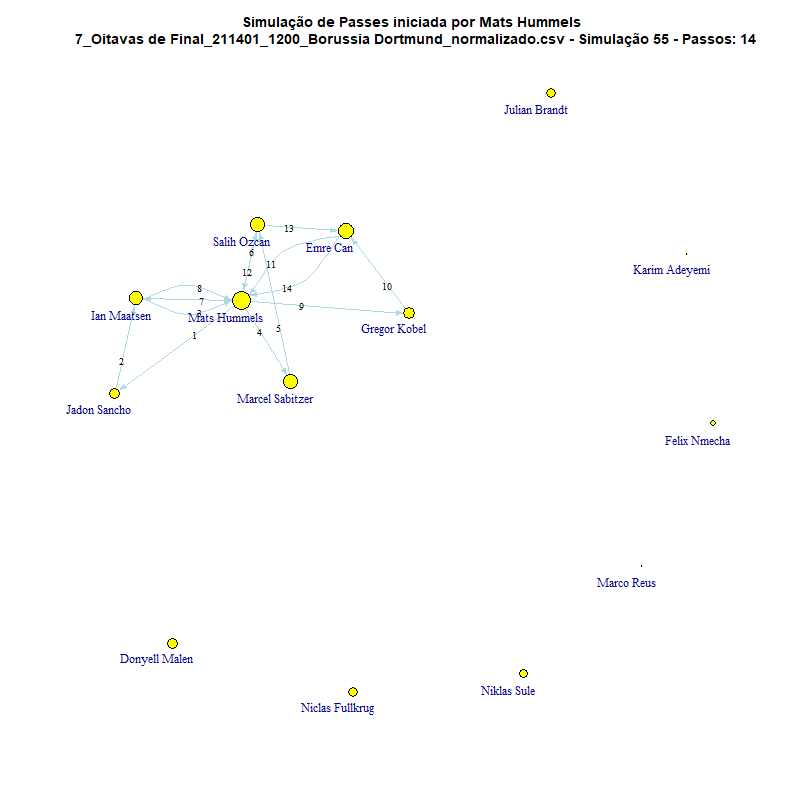 Simulação de Passes iniciada por Mats Hummels
7_Oitavas de Final_211401_1200_Borussia Dortmund_normalizado.csv - Simulação 55 - Passos: 14
Julian Brandt
13
Salih Ozcan
Emre Can
6
11
12
Karim Adeyemi
8
14
10
7
9
3
Ian Maatsen
Mats Hummels
Gregor Kobel
1
4
5
2
Marcel Sabitzer
Jadon Sancho
Felix Nmecha
Marco Reus
Donyell Malen
Niklas Sule
Niclas Fullkrug